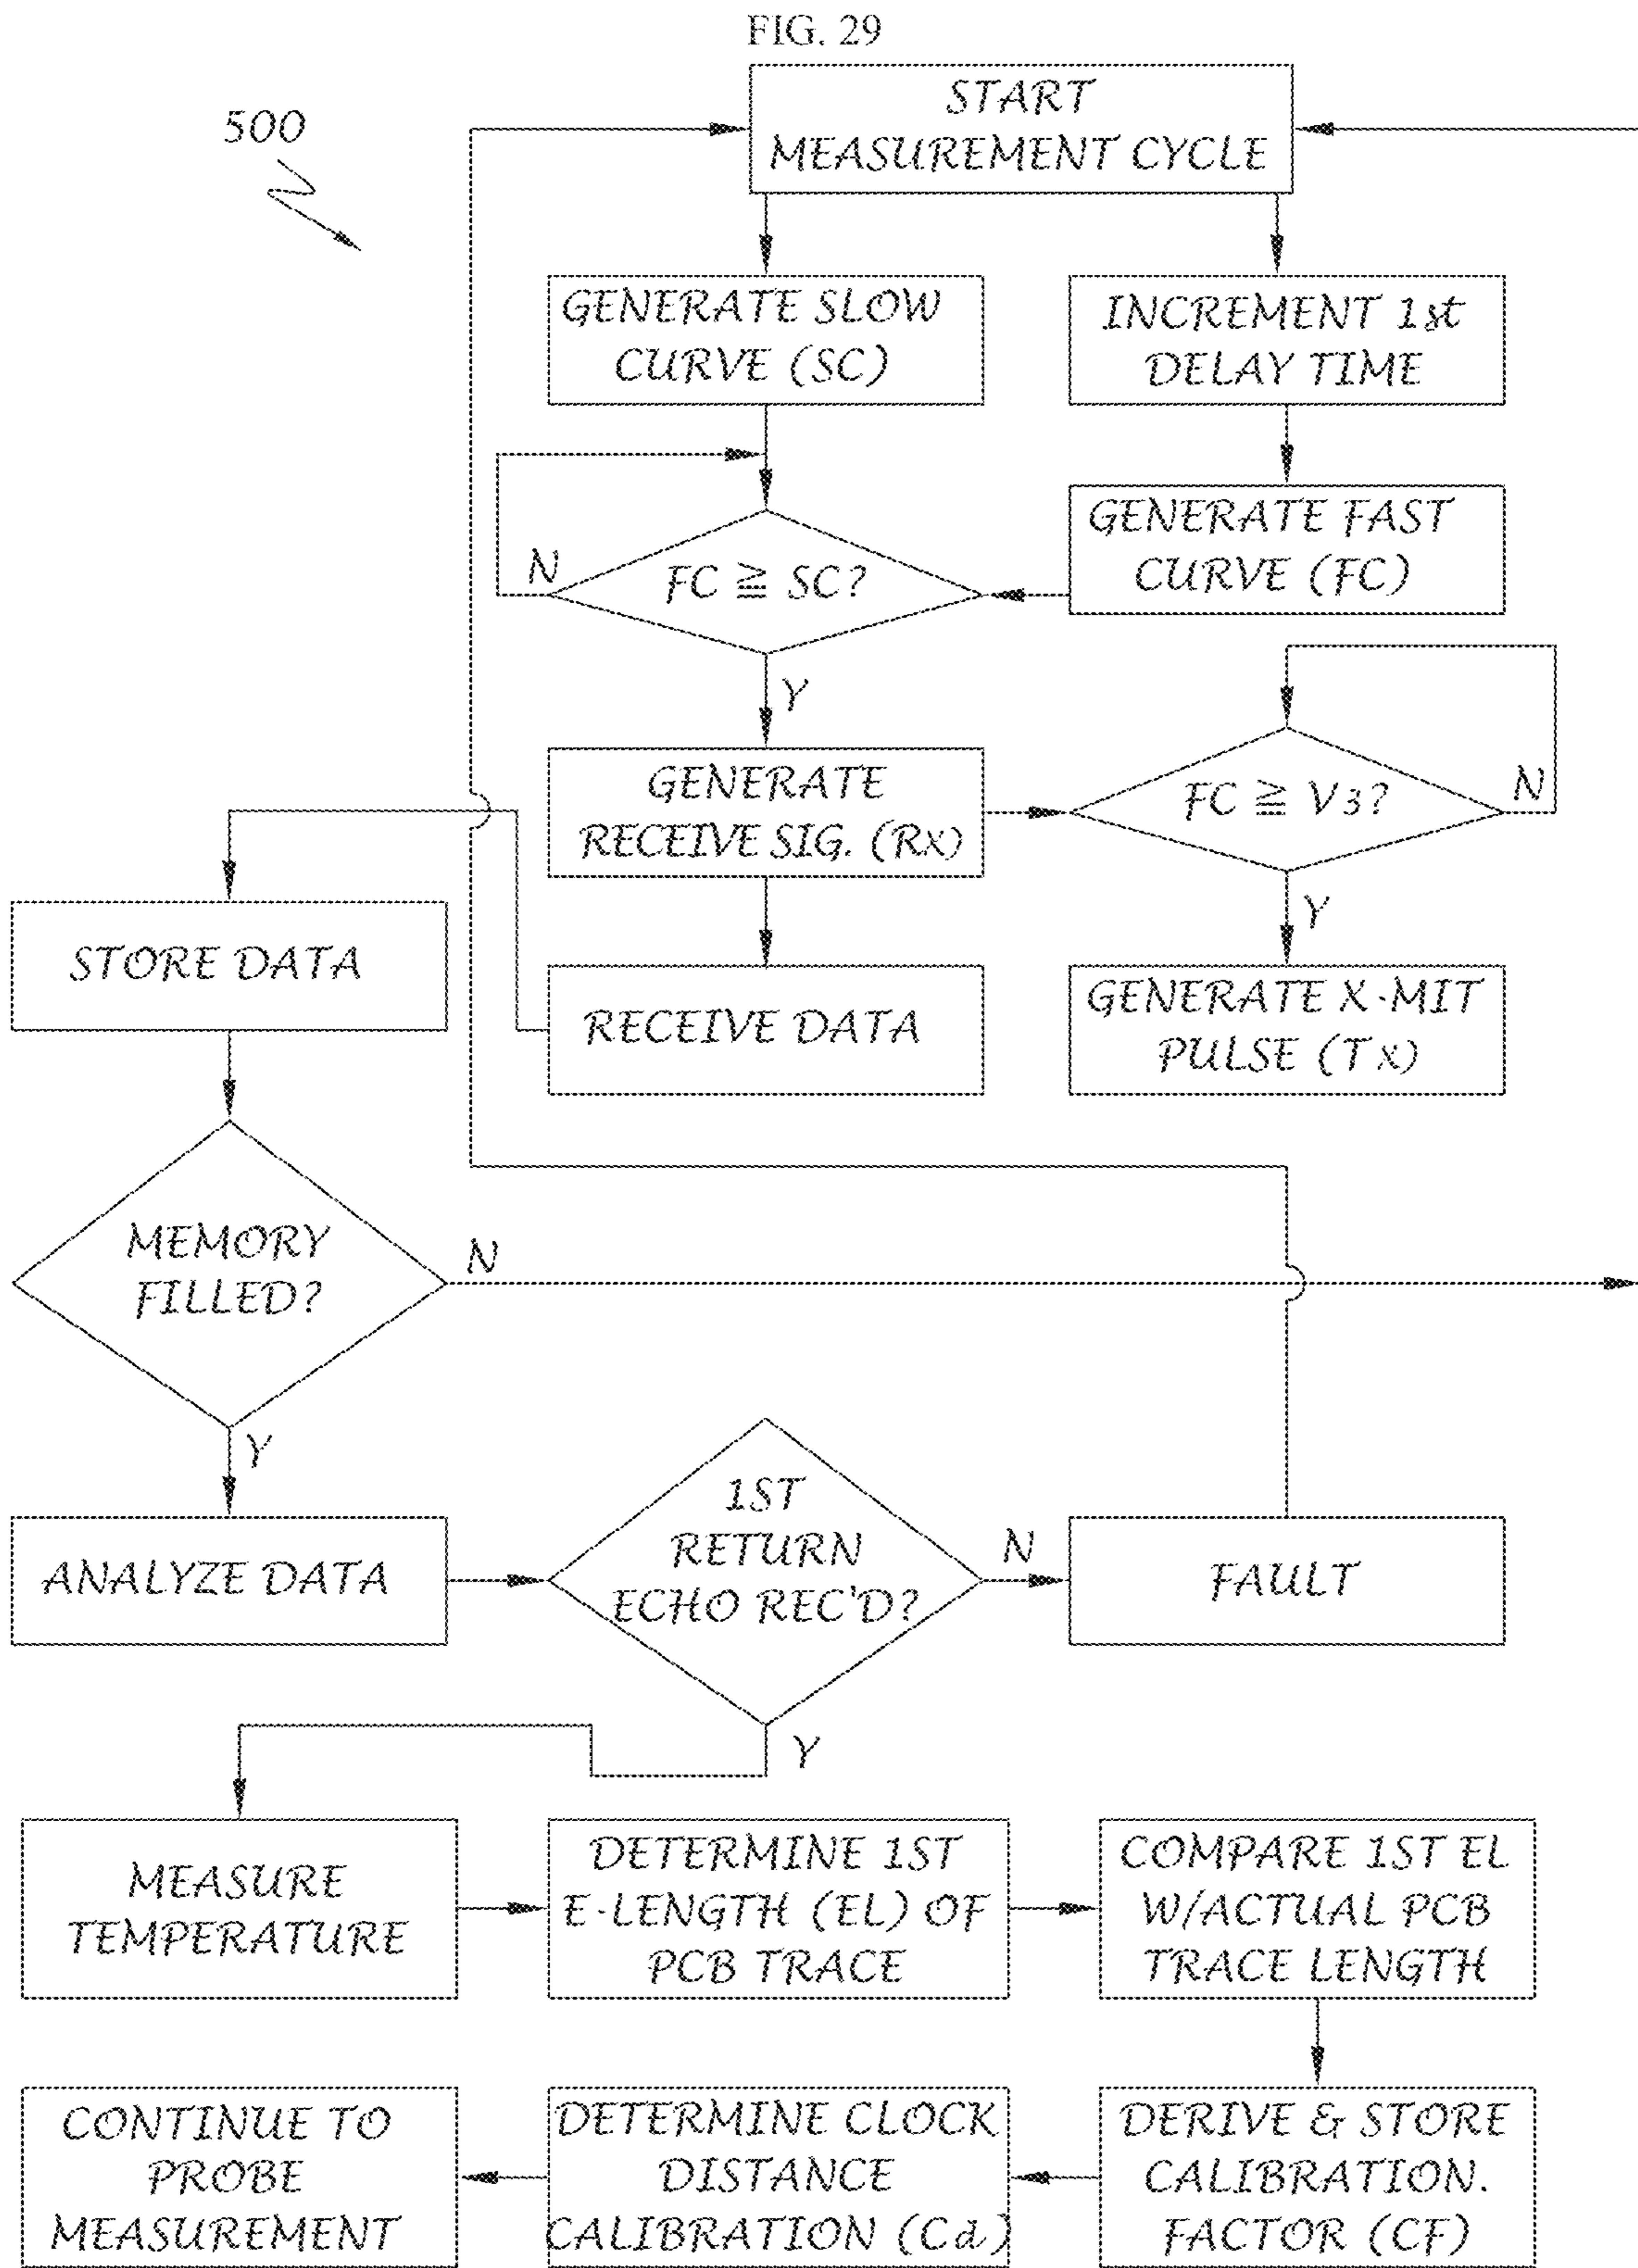 FIG. 29
500
START
MEASUREMENT CYCLE
GENERATE SLOW
CURVE (SC)
INCREMENT 1st
DELAY TIME
GENERATE FAST
CURVE (FC)
FC ≧ SC?
N
Y
GENERATE
RECEIVE SIG. (Rx)
FC ≧ V3?
N
Y
STORE DATA
RECEIVE DATA
GENERATE X-MIT
PULSE (Tx)
MEMORY
FILLED?
N
Y
ANALYZE DATA
1ST
RETURN
ECHO REC'D?
N
Y
FAULT
MEASURE
TEMPERATURE
DETERMINE 1ST
E-LENGTH (EL) OF
PCB TRACE
COMPARE 1ST EL
W/ACTUAL PCB
TRACE LENGTH
DERIVE & STORE
CALIBRATION.
FACTOR (CF)
DETERMINE CLOCK
DISTANCE
CALIBRATION (Cd)
CONTINUE TO
PROBE
MEASUREMENT